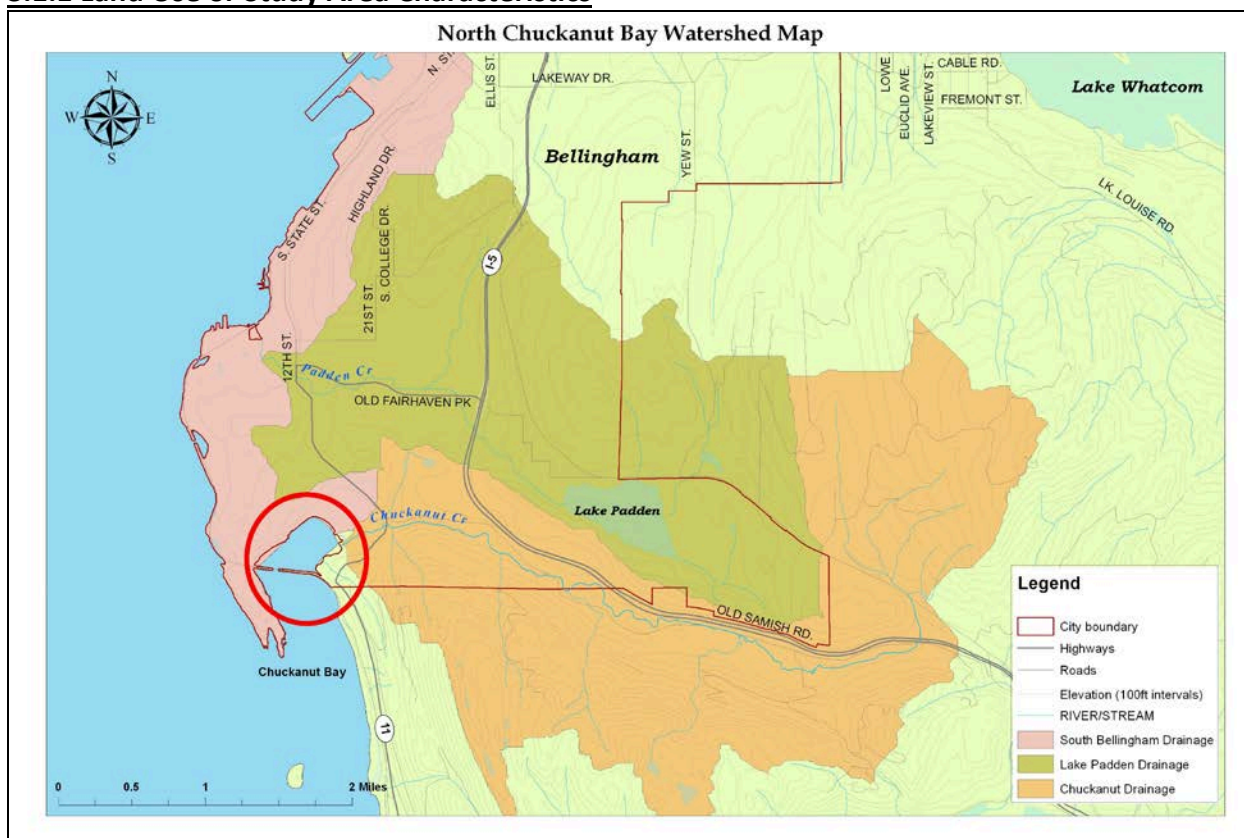 North Chuckanut Bay Watershed Map
N
W
E
S
N. ST
ELLIS ST.
LAKEWAY DR.
LOWE
EUCLID AVE.
LAKEVIEW ST.
CABLE RD.
FREMONT ST.
Lake Whatcom
Bellingham
YEW ST.
HIGHLAND DR.
S. STATE ST.
S. COLLEGE DR.
21ST ST.
LK. LOUISE RD.
I-5
12TH ST.
Padden Cr
OLD FAIRHAVEN PK
Lake Padden
Chuckanut Cr
OLD SAMISH RD.
Chuckanut Bay
11
0 0.5 1 2 Miles
Legend
City boundary
Highways
Roads
Elevation (100ft intervals)
RIVER/STREAM
South Bellingham Drainage
Lake Padden Drainage
Chuckanut Drainage